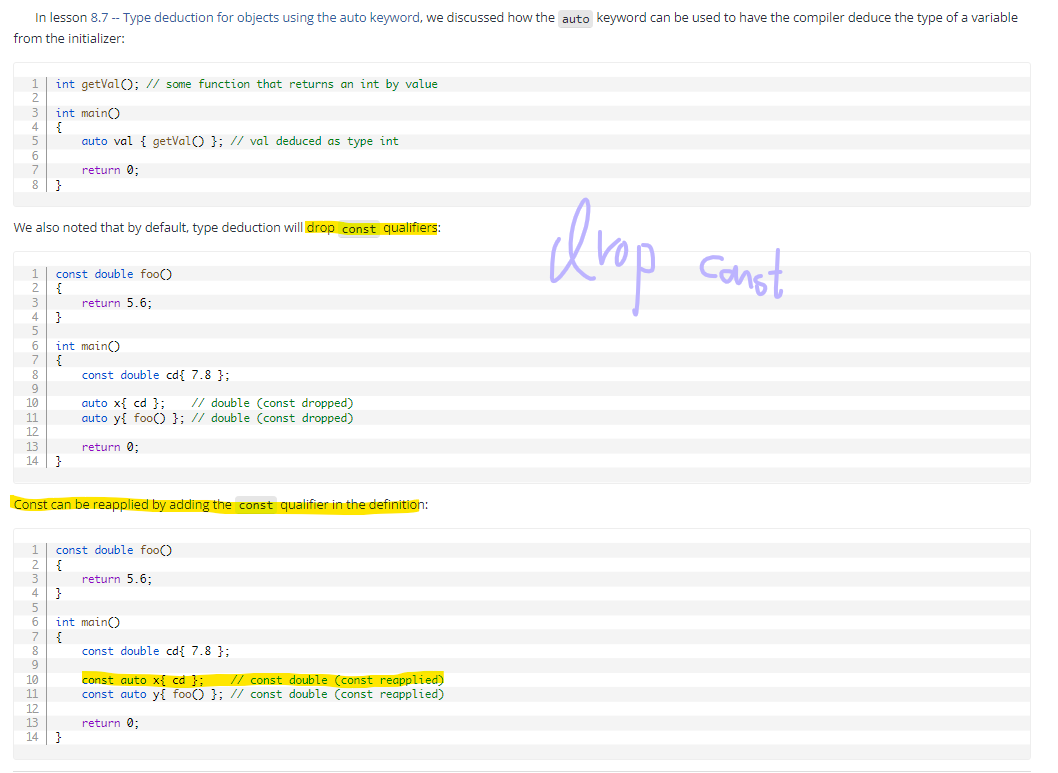 In lesson 8.7 -- Type deduction for objects using the auto keyword, we discussed how the auto keyword can be used to have the compiler deduce the type of a variable
from the initializer:
1 int getVal(); // some function that returns an int by value
2
3 int main()
4 {
5 auto val { getVal() }; // val deduced as type int
6
7 return 0;
8 }
We also noted that by default, type deduction will drop const qualifiers:
drop const
1 const double foo()
2 {
3 return 5.6;
4 }
5
6 int main()
7 {
8 const double cd{ 7.8 };
9
10 auto x{ cd }; // double (const dropped)
11 auto y{ foo() }; // double (const dropped)
12
13 return 0;
14 }
Const can be reapplied by adding the const qualifier in the definition:
1 const double foo()
2 {
3 return 5.6;
4 }
5
6 int main()
7 {
8 const double cd{ 7.8 };
9
10 const auto x{ cd }; // const double (const reapplied)
11 const auto y{ foo() }; // const double (const reapplied)
12
13 return 0;
14 }